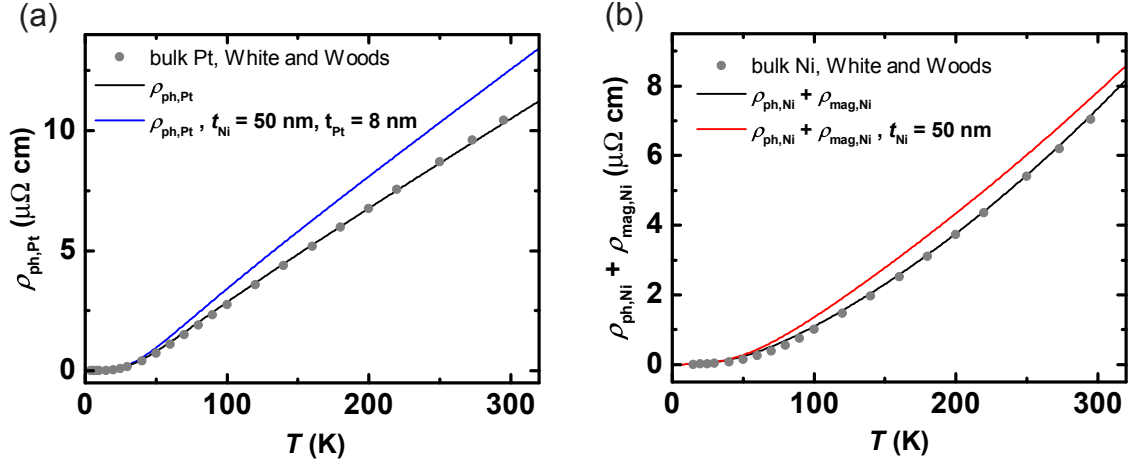 (a)
bulk Pt, White and Woods
ρph,Pt
ρph,Pt , tNi = 50 nm, tPt = 8 nm
10
5
0
ρph,Pt (μΩ cm)
0
100
200
300
T (K)
(b)
bulk Ni, White and Woods
ρph,Ni + ρmag,Ni
ρph,Ni + ρmag,Ni , tNi = 50 nm
8
6
4
2
0
ρph,Ni + ρmag,Ni (μΩ cm)
0
100
200
300
T (K)